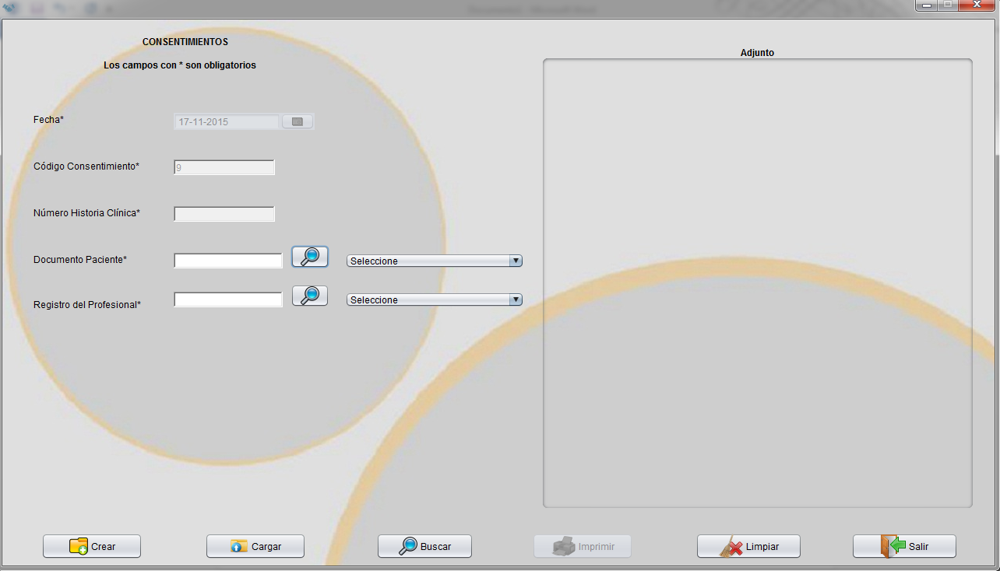 CONSENTIMIENTOS
Los campos con * son obligatorios
Adjunto
Fecha*
17-11-2015
Código Consentimiento*
9
Número Historia Clínica*
Documento Paciente*
Seleccione
Registro del Profesional*
Seleccione
Crear
Cargar
Buscar
Imprimir
Limpiar
Salir